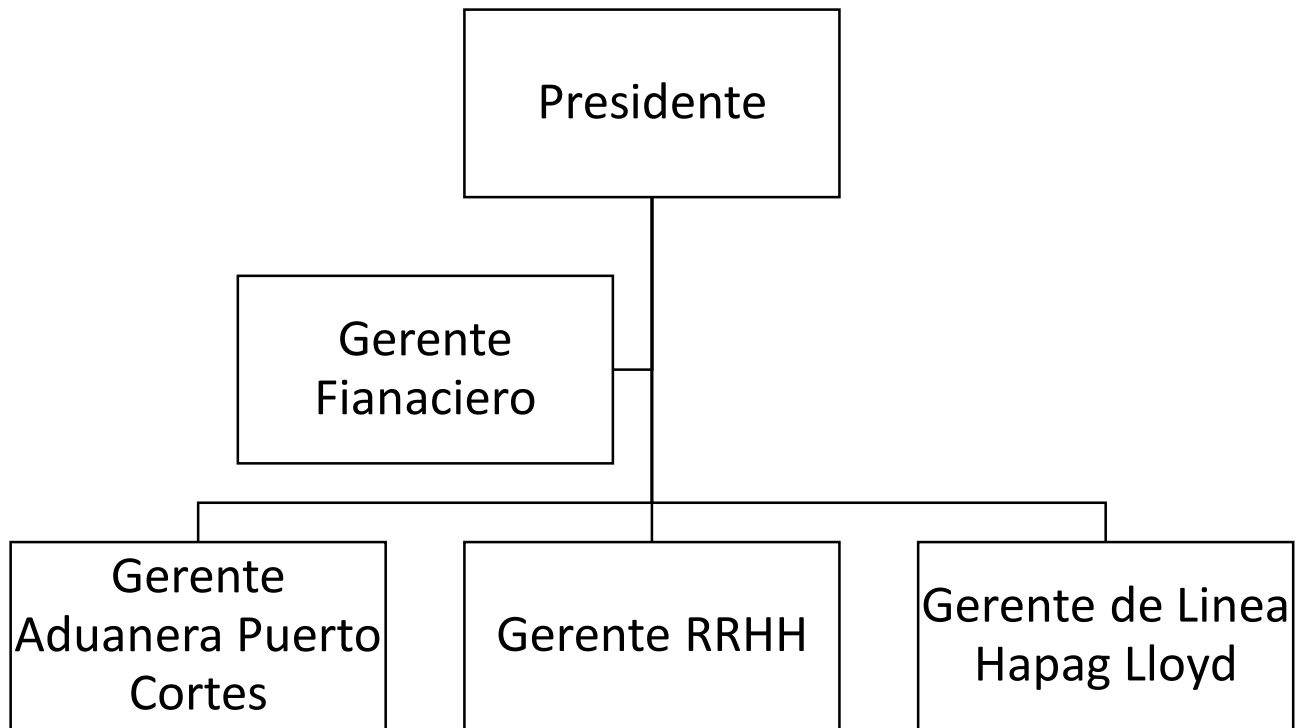 Presidente
Gerente
Fianaciero
Gerente
Aduanera Puerto
Cortes
Gerente RRHH
Gerente de Linea
Hapag Lloyd